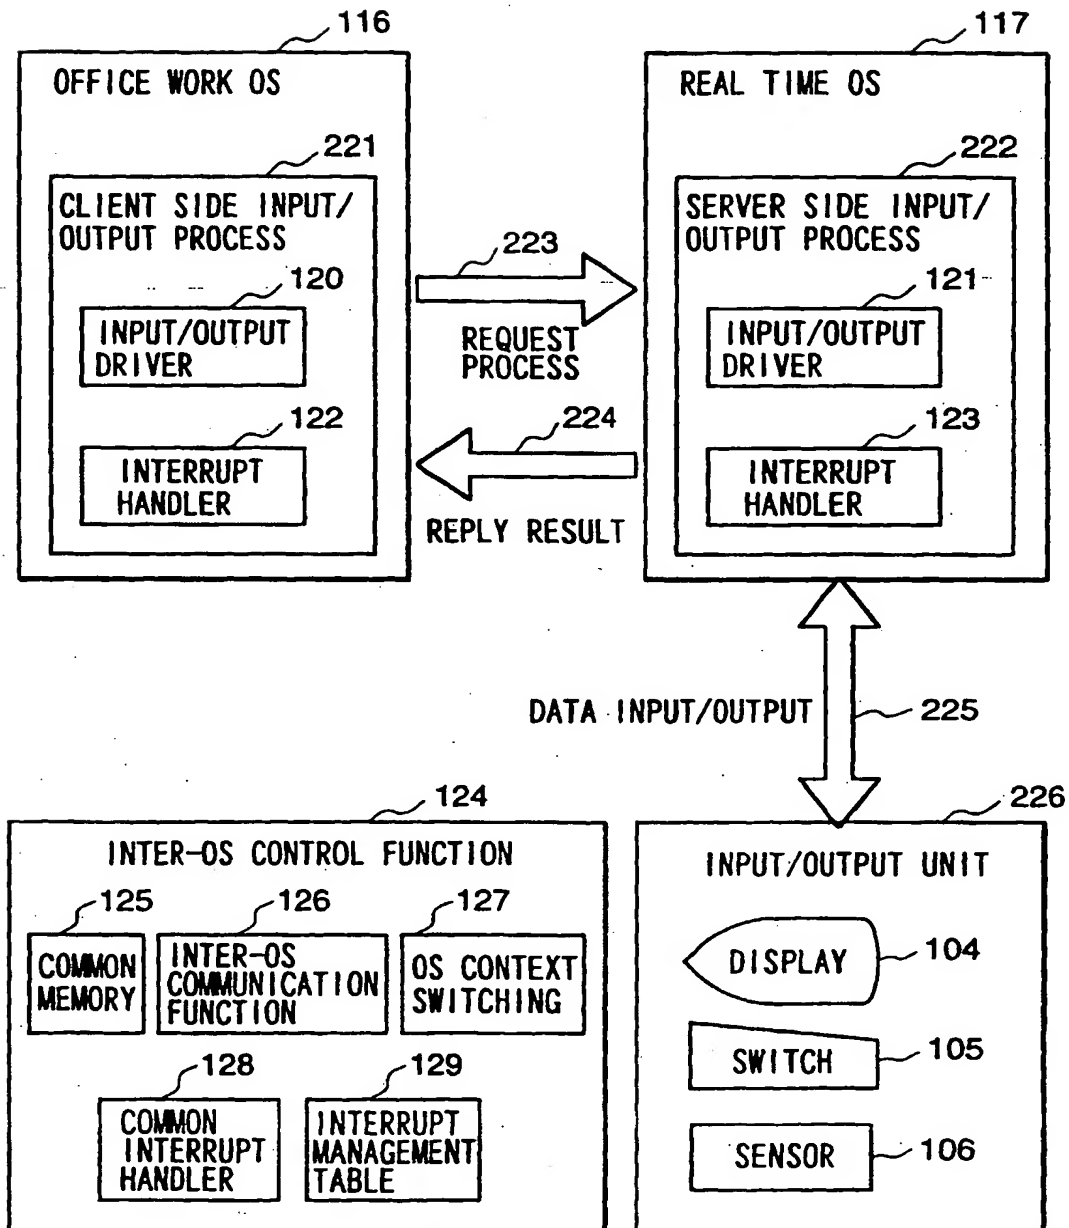 116
117
OFFICE WORK OS
REAL TIME OS
221
222
CLIENT SIDE INPUT/
OUTPUT PROCESS
SERVER SIDE INPUT/
OUTPUT PROCESS
223
120
121
INPUT/OUTPUT
DRIVER
REQUEST
PROCESS
INPUT/OUTPUT
DRIVER
122
224
123
INTERRUPT
HANDLER
INTERRUPT
HANDLER
REPLY RESULT
DATA INPUT/OUTPUT
225
124
226
INTER-OS CONTROL FUNCTION
INPUT/OUTPUT UNIT
125
126
127
COMMON
MEMORY
INTER-OS
COMMUNICATION
FUNCTION
OS CONTEXT
SWITCHING
DISPLAY
104
SWITCH
105
128
129
COMMON
INTERRUPT
HANDLER
INTERRUPT
MANAGEMENT
TABLE
SENSOR
106